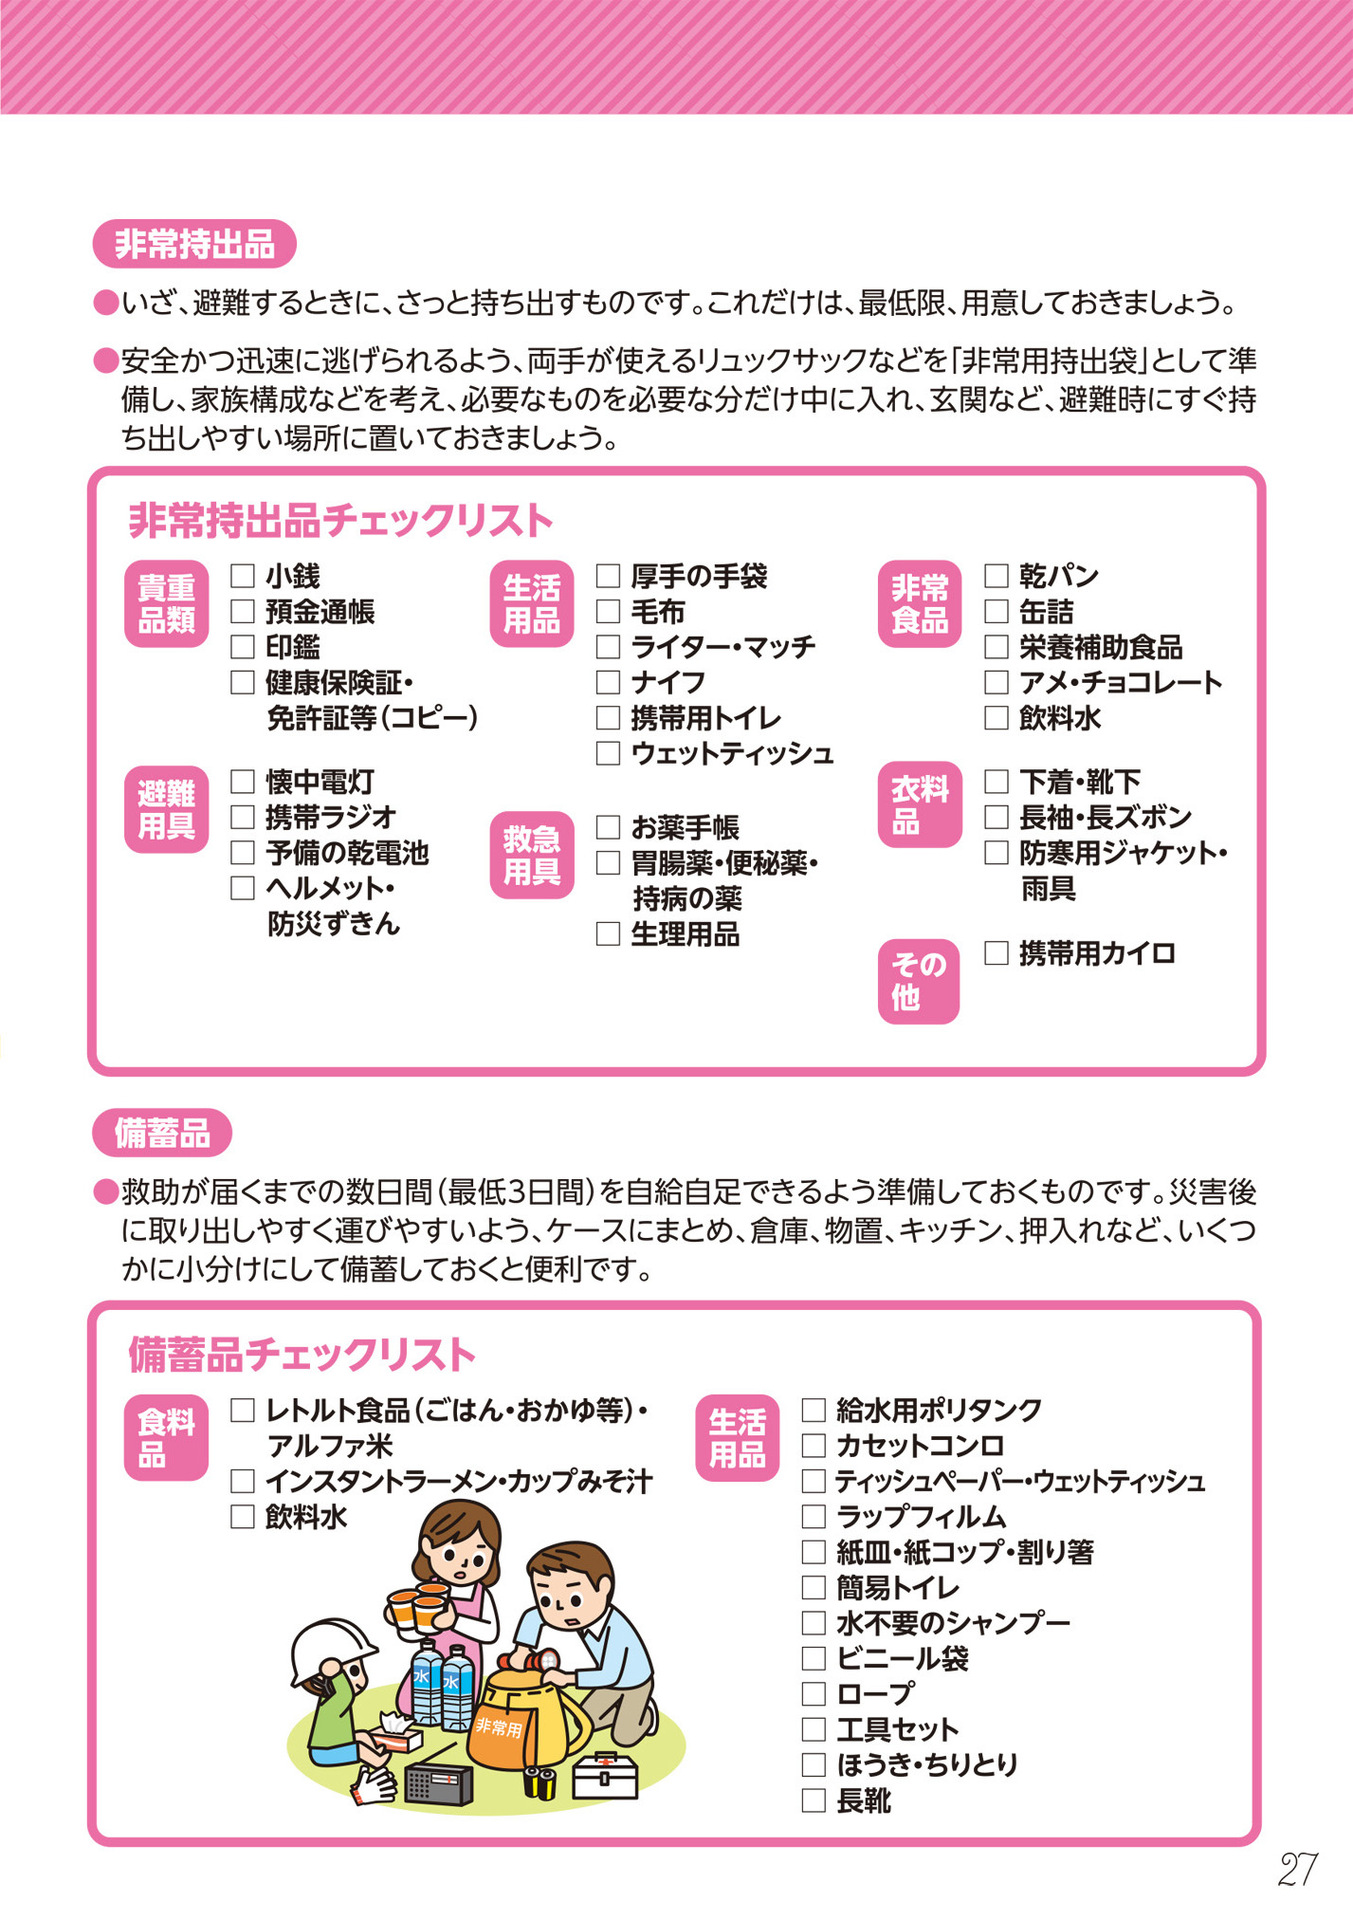 非常持出品
●いざ、避難するときに、さっと持ち出すものです。これだけは、最低限、用意しておきましょう。
●安全かつ迅速に逃げられるよう、両手が使えるリュックサックなどを「非常用持出袋」として準
備し、家族構成などを考え、必要なものを必要な分だけ中に入れ、玄関など、避難時にすぐ持
ち出しやすい場所に置いておきましょう。
非常持出品チェックリスト
貴重
品類
□ 小銭
□ 預金通帳
□ 印鑑
□ 健康保険証・
免許証等（コピー）
避難
用具
□ 懐中電灯
□ 携帯ラジオ
□ 予備の乾電池
□ ヘルメット・
防災ずきん
生活
用品
□ 厚手の手袋
□ 毛布
□ ライター・マッチ
□ ナイフ
□ 携帯用トイレ
□ ウェットティッシュ
救急
用具
□ お薬手帳
□ 胃腸薬・便秘薬・
持病の薬
□ 生理用品
非常
食品
□ 乾パン
□ 缶詰
□ 栄養補助食品
□ アメ・チョコレート
□ 飲料水
衣料
品
□ 下着・靴下
□ 長袖・長ズボン
□ 防寒用ジャケット・
雨具
その
他
□ 携帯用カイロ
備蓄品
●救助が届くまでの数日間（最低3日間）を自給自足できるよう準備しておくものです。災害後
に取り出しやすく運びやすいよう、ケースにまとめ、倉庫、物置、キッチン、押入れなど、いくつ
かに小分けにして備蓄しておくと便利です。
備蓄品チェックリスト
食料
品
□ レトルト食品（ごはん・おかゆ等）・
アルファ米
□ インスタントラーメン・カップみそ汁
□ 飲料水
水
水
非常用
生活
用品
□ 給水用ポリタンク
□ カセットコンロ
□ ティッシュペーパー・ウェットティッシュ
□ ラップフィルム
□ 紙皿・紙コップ・割り箸
□ 簡易トイレ
□ 水不要のシャンプー
□ ビニール袋
□ ロープ
□ 工具セット
□ ほうき・ちりとり
□ 長靴
27